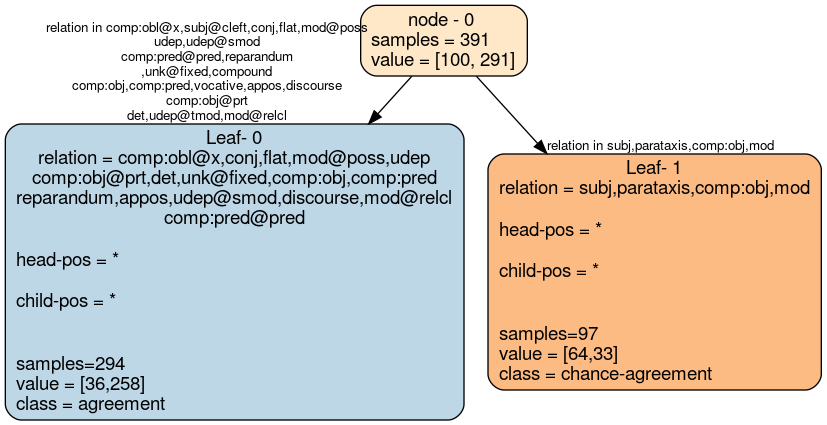 node - 0
samples = 391
value = [100, 291]
relation in comp:obl@x,subj@cleft,conj,flat,mod@poss
udep,udep@smod
comp:pred@pred,reparandum
,unk@fixed,compound
comp:obj,comp:pred,vocative,appos,discourse
comp:obj@prt
det,udep@tmod,mod@relcl
relation in subj,parataxis,comp:obj,mod
Leaf- 0
relation = comp:obl@x,conj,flat,mod@poss,udep
comp:obj@prt,det,unk@fixed,comp:obj,comp:pred
reparandum,appos,udep@smod,discourse,mod@relcl
comp:pred@pred
head-pos = *
child-pos = *
samples=294
value = [36,258]
class = agreement
Leaf- 1
relation = subj,parataxis,comp:obj,mod
head-pos = *
child-pos = *
samples=97
value = [64,33]
class = chance-agreement